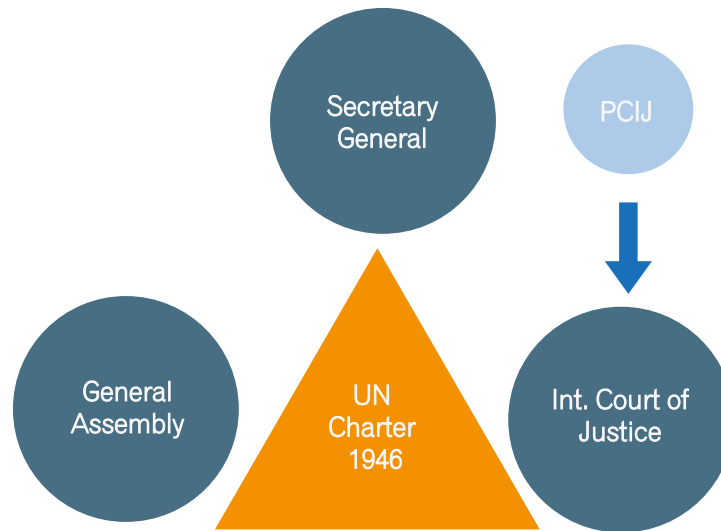 Secretary
General
PCIJ
General
Assembly
UN
Charter
1946
Int. Court of
Justice